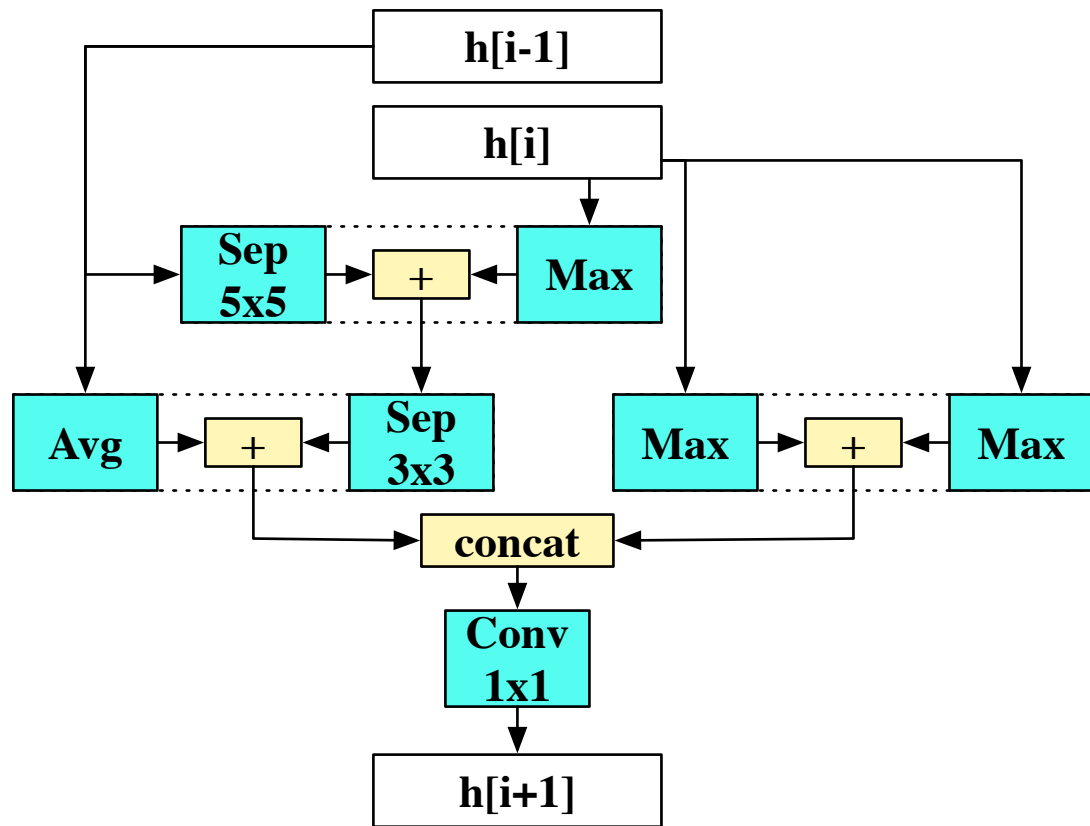 h[i-1]
h[i]
Sep
5x5
+
Max
Avg
+
Sep
3x3
Max
+
Max
concat
Conv
1x1
h[i+1]